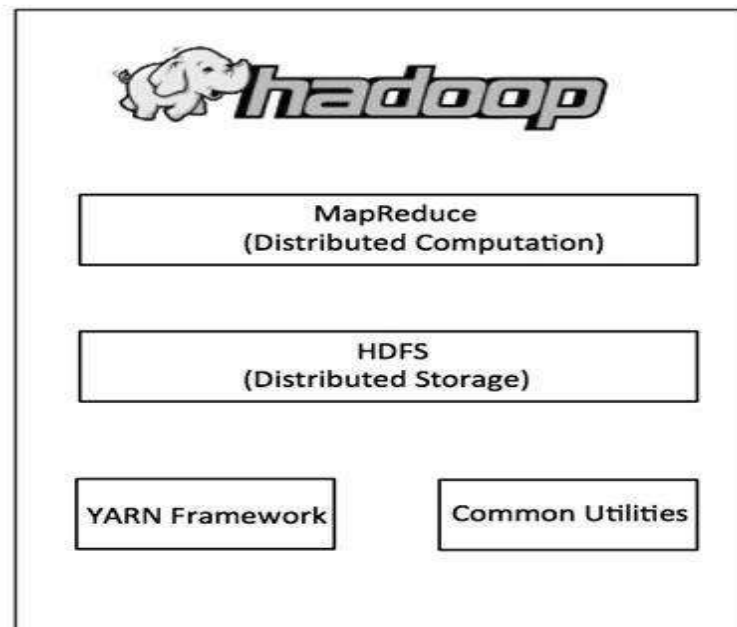 hadoop
MapReduce
(Distributed Computation)
HDFS
(Distributed Storage)
YARN Framework
Common Utilities